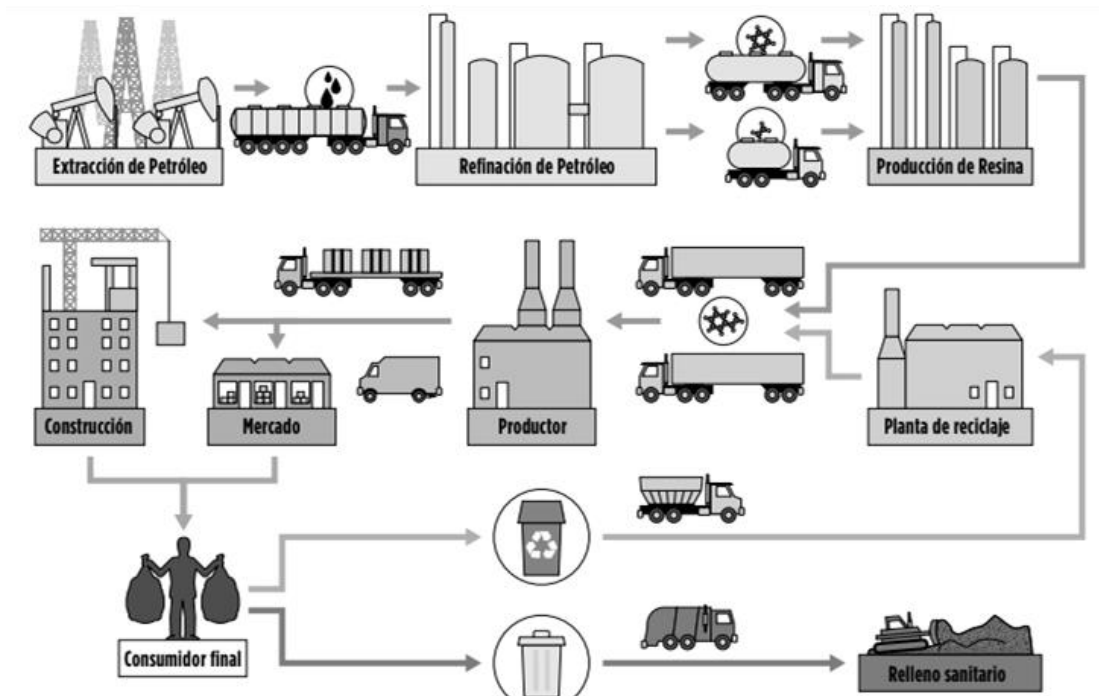 Extracción de Petróleo
Refinación de Petróleo
Producción de Resina
Construcción
Mercado
Productor
Planta de reciclaje
Consumidor final
Relleno sanitario